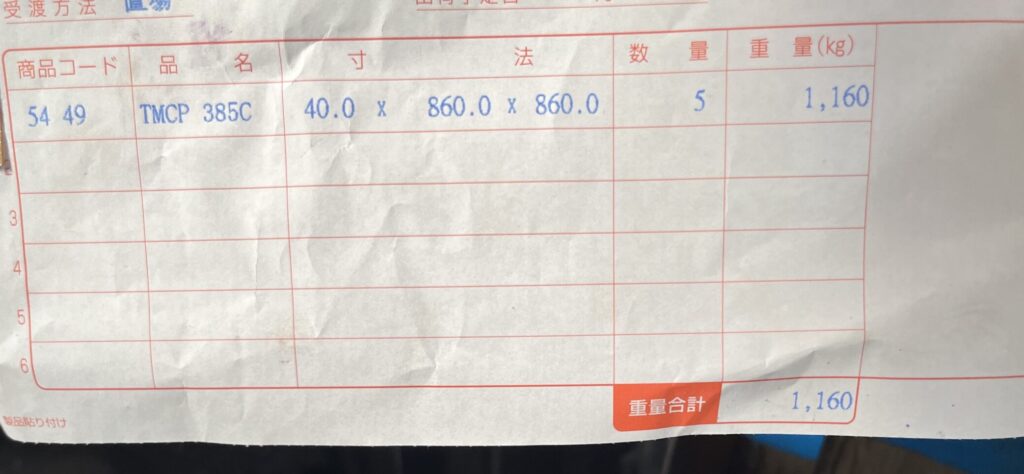 受渡方法 直場
商品コード 品名 寸法 数量 重量(kg)
54 49 TMCP 385C 40.0 x 860.0 x 860.0 5 1,160
3
4
5
6
重量合計 1,160
製品貼り付け